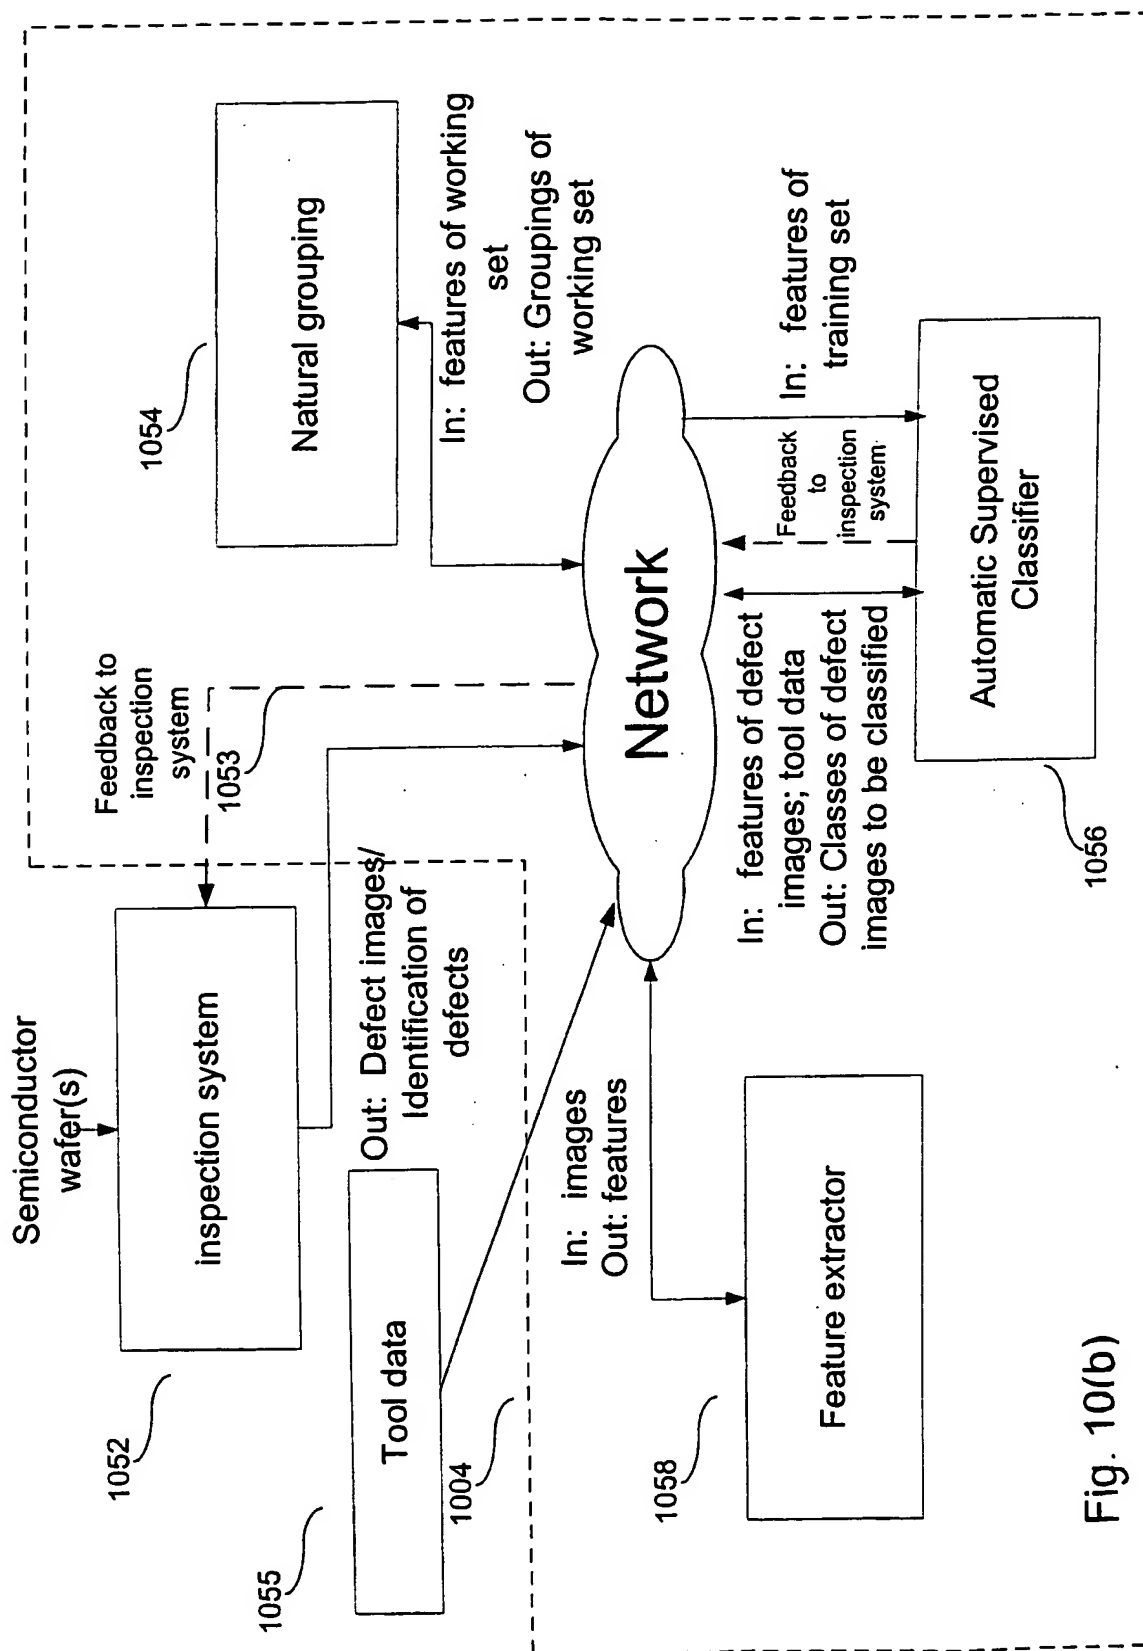 Semiconductor
wafer(s)
inspection system
1052
Feedback to
inspection
system
1053
1054
Natural grouping
In: features of working
set
Out: Groupings of
working set
1055
Tool data
Out: Defect images/
Identification of
defects
1004
Network
In: images
Out: features
1058
Feature extractor
In: features of defect
images; tool data
Out: Classes of defect
images to be classified
Feedback
to
inspection
system
In: features of
training set
1056
Automatic Supervised
Classifier
Fig. 10(b)